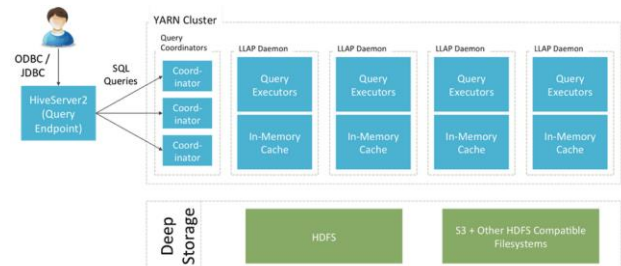 YARN Cluster
ODBC /
JDBC
SQL
Queries
HiveServer2
(Query
Endpoint)
Query
Coordinators
Coord-
inator
Coord-
inator
Coord-
inator
LLAP Daemon
Query
Executors
In-Memory
Cache
LLAP Daemon
Query
Executors
In-Memory
Cache
LLAP Daemon
Query
Executors
In-Memory
Cache
LLAP Daemon
Query
Executors
In-Memory
Cache
Deep
Storage
HDFS
S3 + Other HDFS Compatible
Filesystems